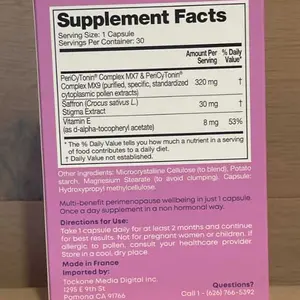 Supplement Facts
Serving Size: 1 Capsule
Servings Per Container: 30
Amount Per Serving % Daily Value*
PeriCyTonin® Complex MX7 & PeriCyTonin®
Complex MX9 (purified, specific, standardized
cytoplasmic pollen extracts) 320 mg †
Saffron (Crocus sativus L.) 30 mg †
Stigma Extract
Vitamin E 8 mg 53%
(as d-alpha-tocopheryl acetate)
* The % Daily Value tells you how much a nutrient in a serving
of food contributes to a daily diet.
† Daily Value not established.
Other ingredients: Microcrystalline Cellulose (to blend), Potato
starch, Magnesium Stearate (to avoid clumping). Capsule:
Hydroxypropyl methylcellulose.
Multi-benefit perimenopause wellbeing in just 1 capsule.
Once a day supplement in a non hormonal way.
Directions for Use:
Take 1 capsule daily for at least 2 months and continue
for best results. Not for pregnant women or children. If
allergic to pollen, consult your healthcare provider.
Store in a clean, dry place.
Made in France
Imported by:
Tockane Media Digital Inc.
1295 E 9th St
Pomona CA 91766
Questions?
Call 1 - (626) 766-5392